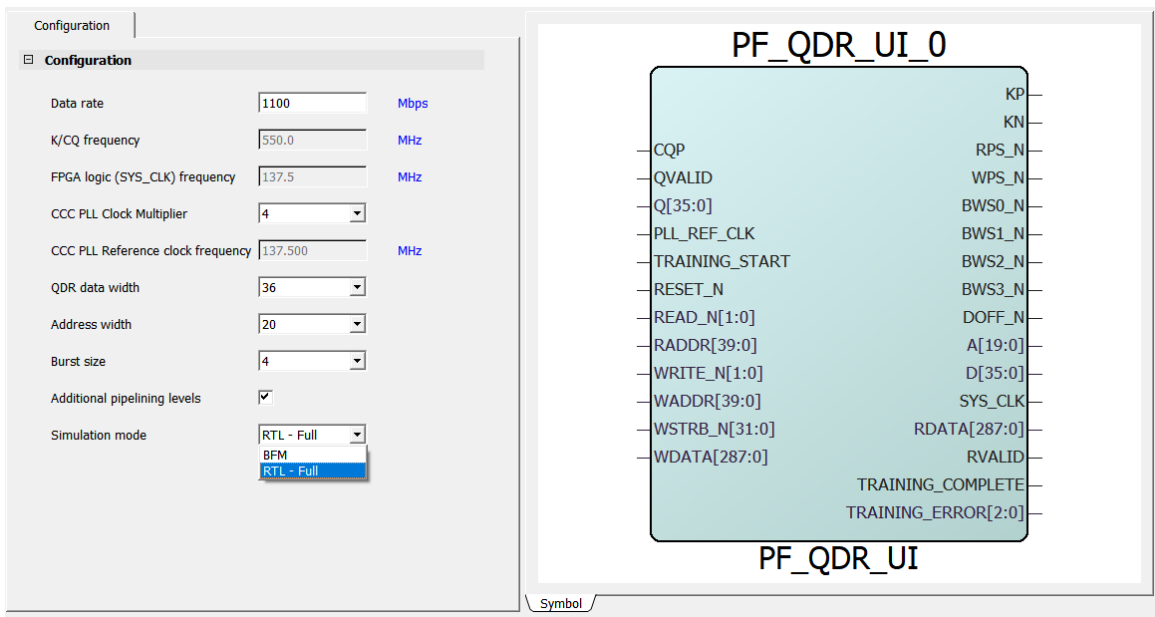 Configuration
Configuration
Data rate 1100 Mbps
K/CQ frequency 550.0 MHz
FPGA logic (SYS_CLK) frequency 137.5 MHz
CCC PLL Clock Multiplier 4
CCC PLL Reference clock frequency 137.500 MHz
QDR data width 36
Address width 20
Burst size 4
Additional pipelining levels
Simulation mode RTL - Full
BFM
RTL - Full
PF_QDR_UI_0
KP
KN
CQP RPS_N
QVALID WPS_N
Q[35:0] BWS0_N
PLL_REF_CLK BWS1_N
TRAINING_START BWS2_N
RESET_N BWS3_N
READ_N[1:0] DOFF_N
RADDR[39:0] A[19:0]
WRITE_N[1:0] D[35:0]
WADDR[39:0] SYS_CLK
WSTRB_N[31:0] RDATA[287:0]
WDATA[287:0] RVALID
TRAINING_COMPLETE
TRAINING_ERROR[2:0]
PF_QDR_UI
Symbol